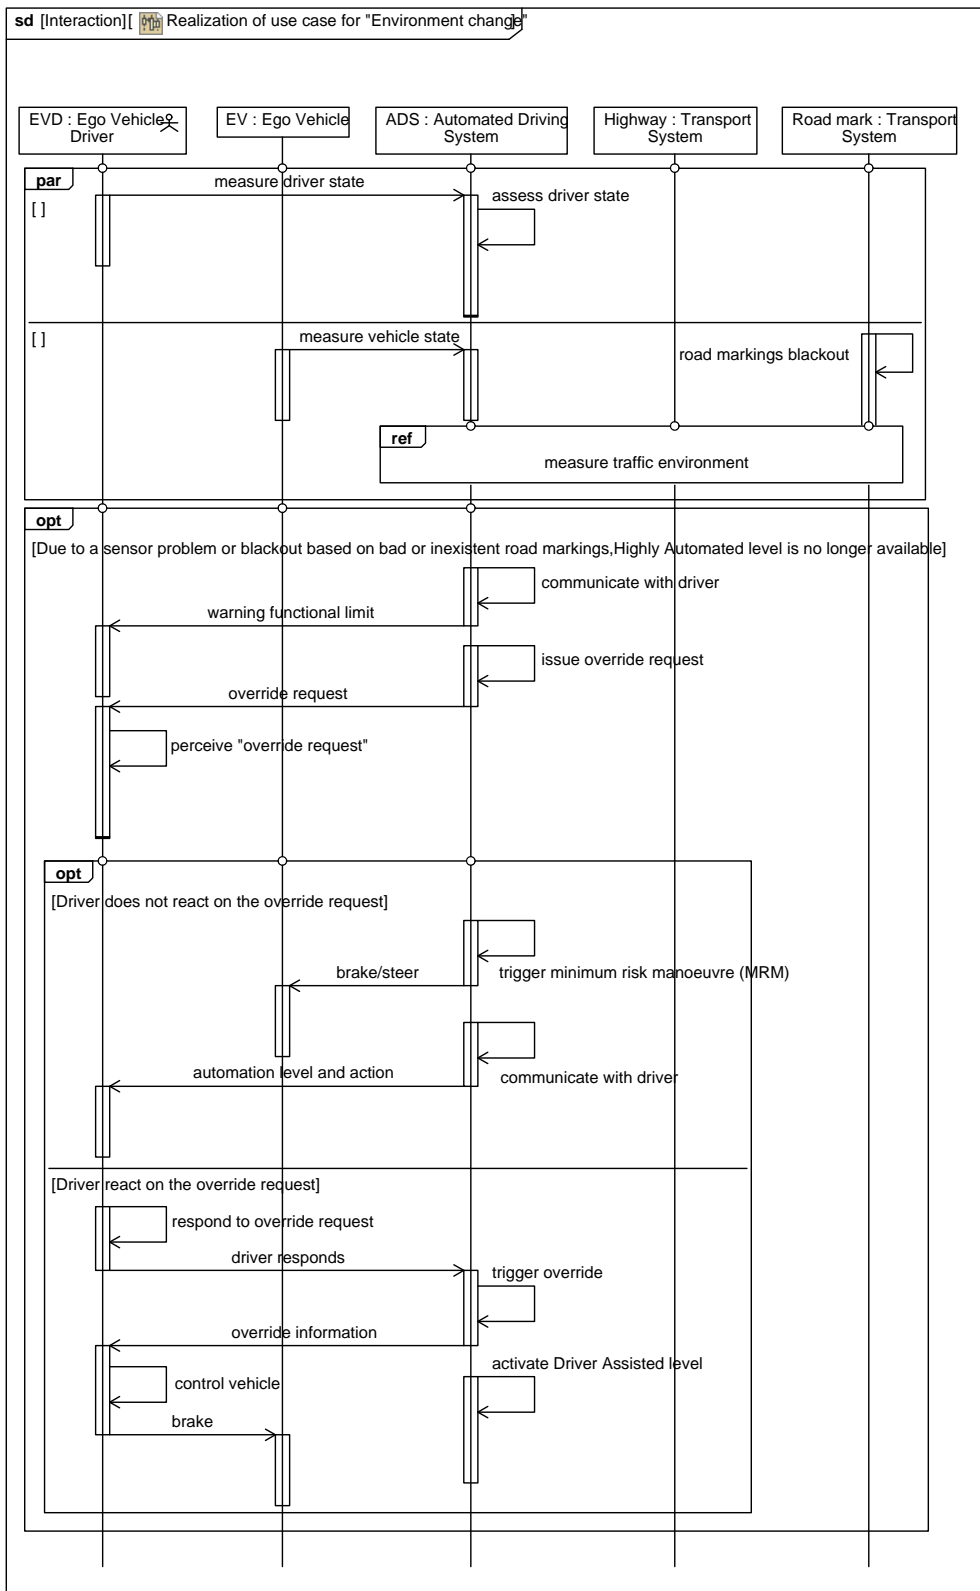 sd [Interaction][ Realization of use case for "Environment change" ]
EVD : Ego Vehicle
Driver
EV : Ego Vehicle
ADS : Automated Driving
System
Highway : Transport
System
Road mark : Transport
System
par
measure driver state
assess driver state
[ ]
[ ]
measure vehicle state
road markings blackout
ref
measure traffic environment
opt
[Due to a sensor problem or blackout based on bad or inexistent road markings,Highly Automated level is no longer available]
communicate with driver
warning functional limit
issue override request
override request
perceive "override request"
opt
[Driver does not react on the override request]
brake/steer
trigger minimum risk manoeuvre (MRM)
automation level and action
communicate with driver
[Driver react on the override request]
respond to override request
driver responds
trigger override
override information
activate Driver Assisted level
control vehicle
brake